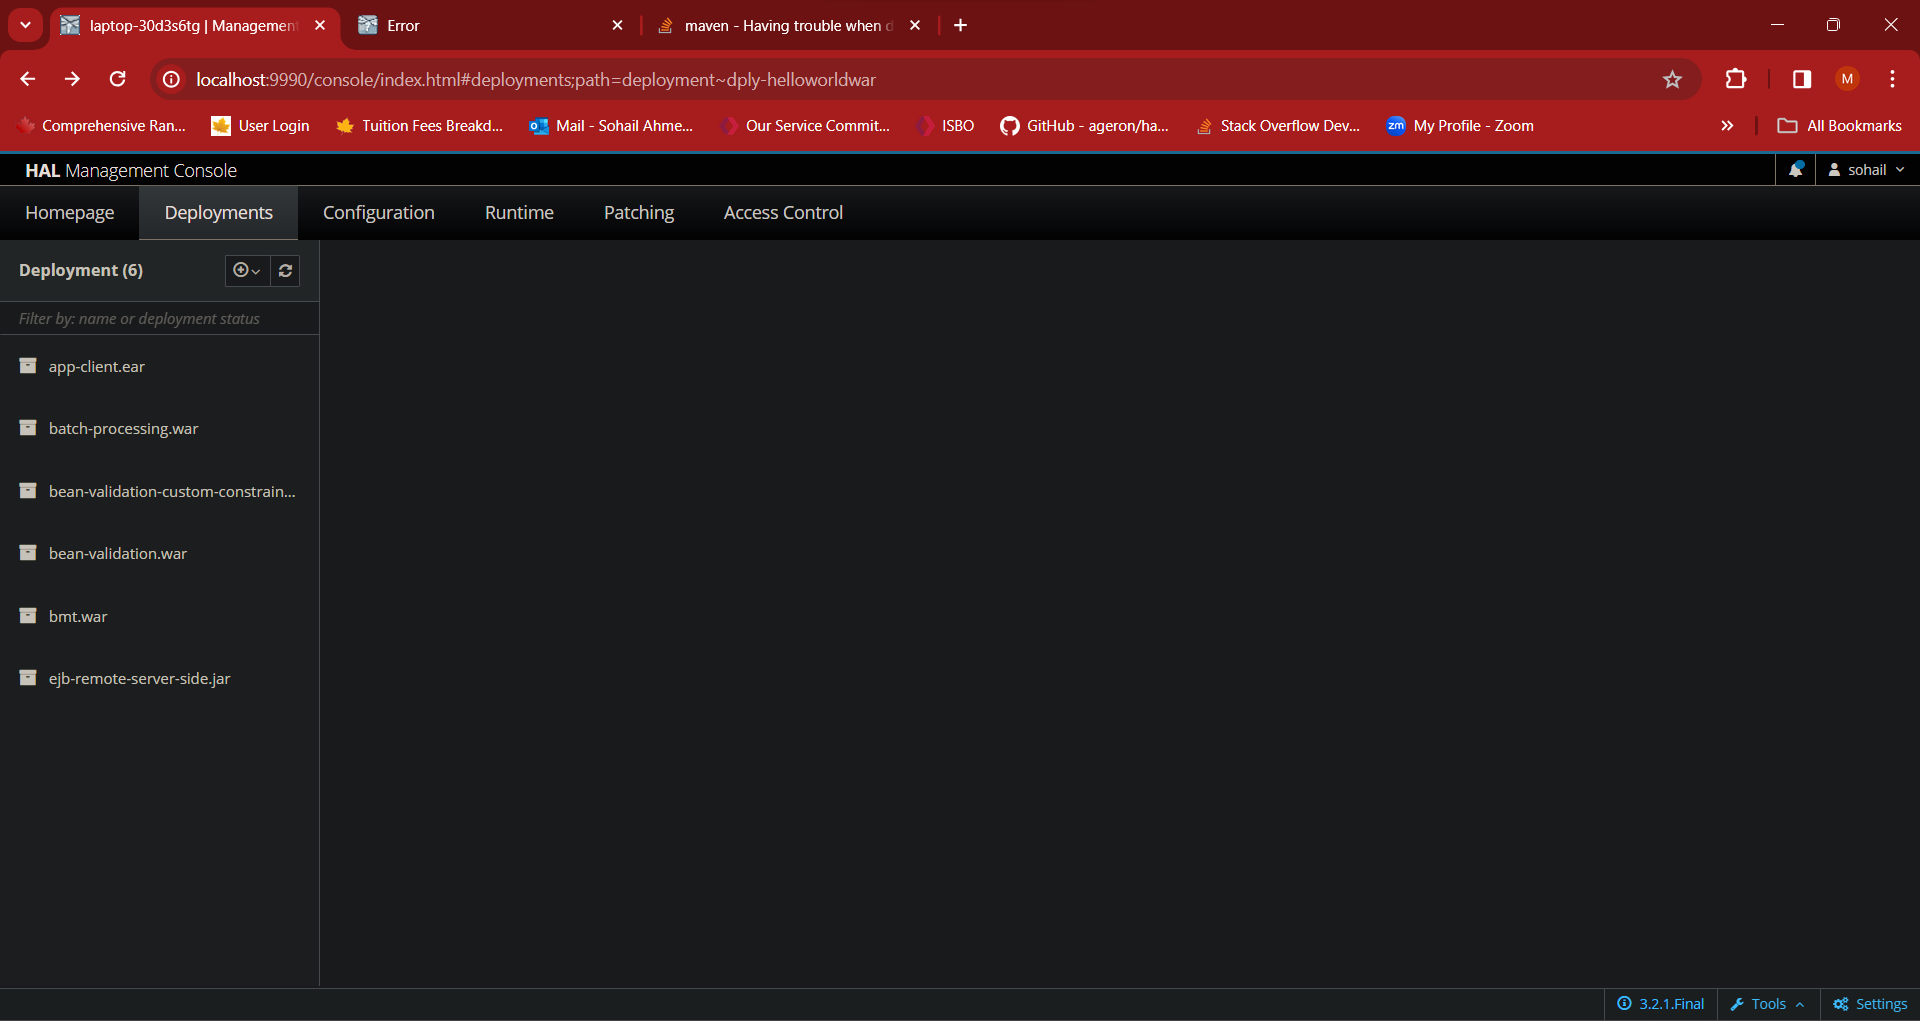 laptop-30d3s6tg | Management
Error
maven - Having trouble when d
localhost:9990/console/index.html#deployments;path=deployment~dply-helloworldwar
M
Comprehensive Ran...
User Login
Tuition Fees Breakd...
Mail - Sohail Ahme...
Our Service Commit...
ISBO
GitHub - ageron/ha...
Stack Overflow Dev...
zm
My Profile - Zoom
All Bookmarks
HAL Management Console
sohail
Homepage
Deployments
Configuration
Runtime
Patching
Access Control
Deployment (6)
Filter by: name or deployment status
app-client.ear
batch-processing.war
bean-validation-custom-constrain...
bean-validation.war
bmt.war
ejb-remote-server-side.jar
3.2.1.Final
Tools
Settings